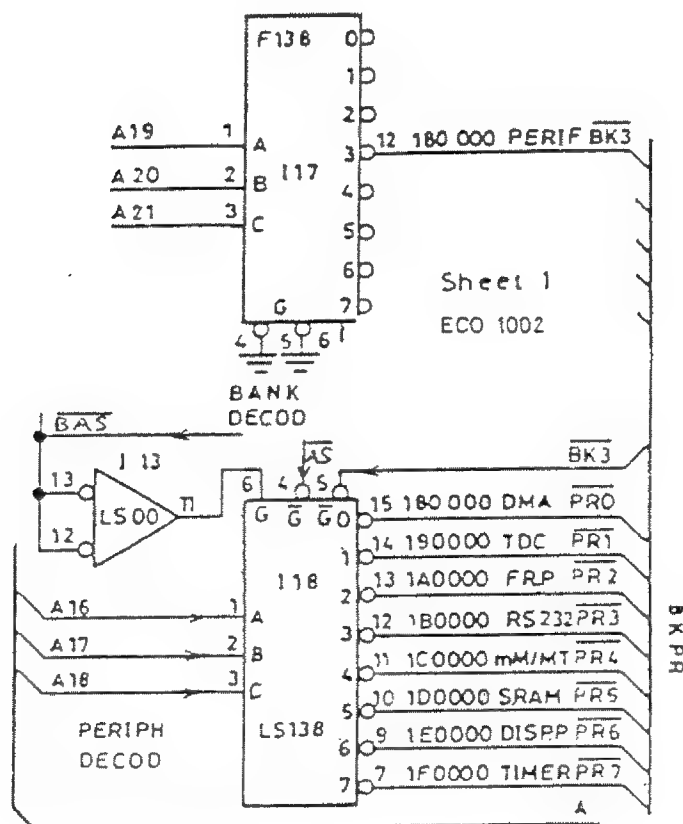 F138 0
1
2
A19 1 A 3 12 180 000 PERIF BK3
I17
A20 2 B 4
A21 3 C 5
6
7
G
4 5 6
Sheet 1
ECO 1002
BANK
DECOD
BAS
I 13
13
12
LS00
11
6 4 AS 5 BK3
G G G
0 15 180 000 DMA PR0
1 14 190000 TDC PR1
I18
2 13 1A0000 FRP PR2
A16 1 A
3 12 1B0000 RS232 PR3
A17 2 B
4 11 1C0000 mM/MT PR4
A18 3 C
5 10 1D0000 SRAM PR5
PERIPH
DECOD
LS138
6 9 1E0000 DISPP PR6
7 7 1F0000 TIMER PR7
A
BKPR